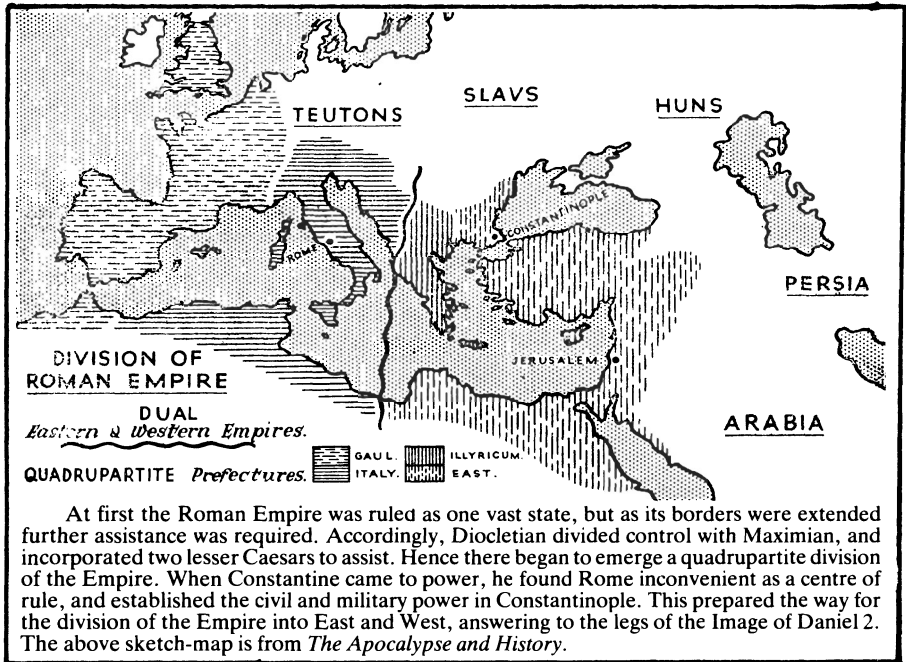 SLAVS
HUNS
TEUTONS
CONSTANTINOPLE
ROME
PERSIA
JERUSALEM
DIVISION OF
ROMAN EMPIRE
ARABIA
DUAL
Eastern & Western Empires.
GAUL. ILLYRICUM.
QUADRUPARTITE Prefectures. ITALY. EAST.
At first the Roman Empire was ruled as one vast state, but as its borders were extended
further assistance was required. Accordingly, Diocletian divided control with Maximian, and
incorporated two lesser Caesars to assist. Hence there began to emerge a quadrupartite division
of the Empire. When Constantine came to power, he found Rome inconvenient as a centre of
rule, and established the civil and military power in Constantinople. This prepared the way for
the division of the Empire into East and West, answering to the legs of the Image of Daniel 2.
The above sketch-map is from The Apocalypse and History.